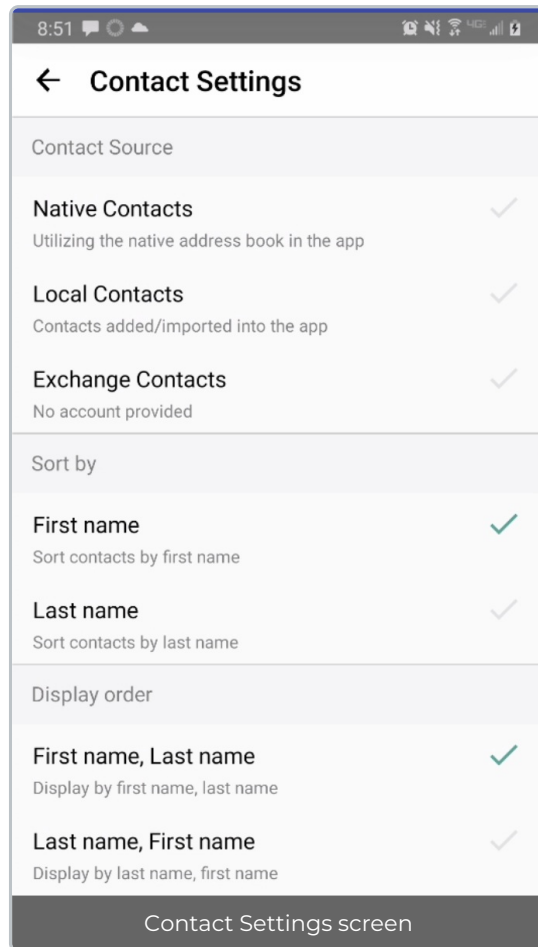 8:51
Contact Settings
Contact Source
Native Contacts
Utilizing the native address book in the app
Local Contacts
Contacts added/imported into the app
Exchange Contacts
No account provided
Sort by
First name
Sort contacts by first name
Last name
Sort contacts by last name
Display order
First name, Last name
Display by first name, last name
Last name, First name
Display by last name, first name
Contact Settings screen